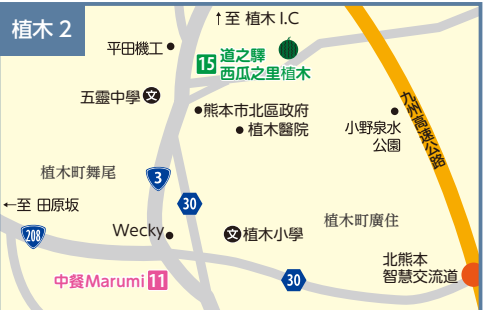 植木 2
↑至 植木 I.C
平田機工
15 道之驛
西瓜之里植木
五靈中學 文
熊本市北區政府
植木醫院
小野泉水
公園
九州高速公路
植木町舞尾
3
30
←至 田原坂
208
Wecky
文 植木小學
植木町廣住
中餐Marumi 11
30
北熊本
智慧交流道